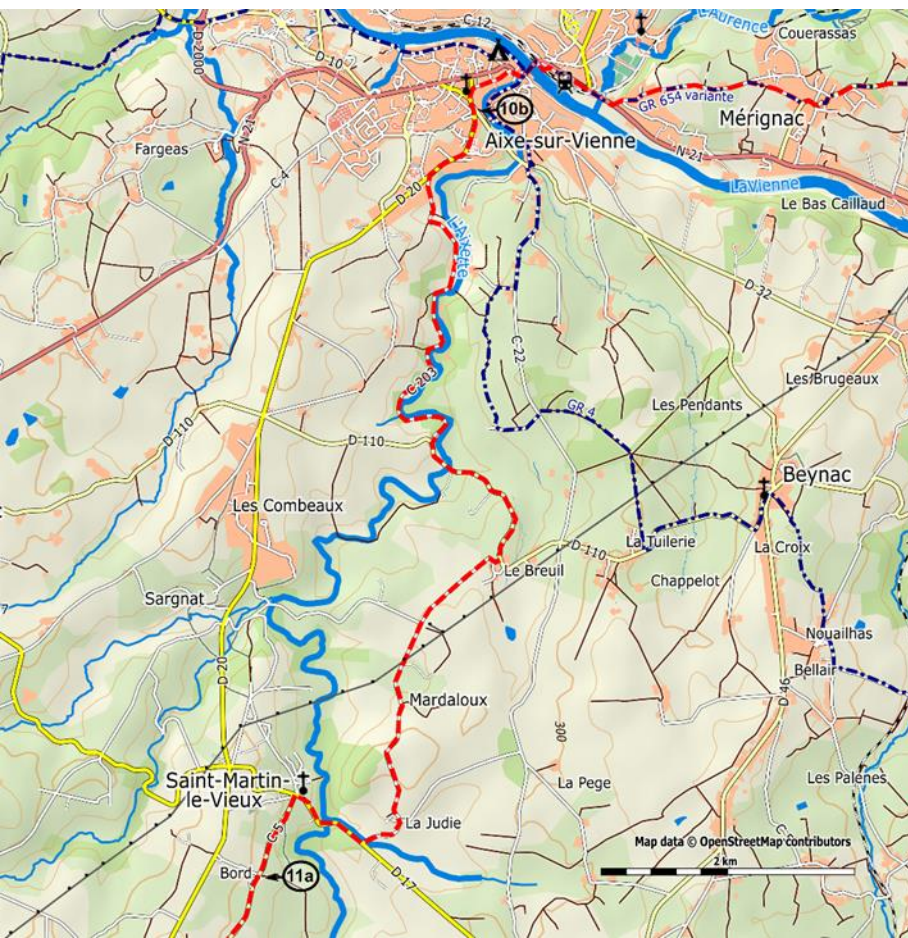 C 12
L'Aurence
Couerassas
D 2000
D 10
10b
GR 654 variante
Mérignac
N 21
Aixe-sur-Vienne
Fargeas
C 4
N 21
La Vienne
Le Bas Caillaud
D-20
L'Aixette
D-32
C-22
C 203
Les Brugeaux
GR 4
Les Pendants
D-110
D-110
Beynac
Les Combeaux
La Tuilerie
La Croix
D-110
Le Breuil
Chappelot
Sargnat
7
Nouailhas
D-20
Bellair
Mardaloux
D-46
300
Saint-Martin-
le-Vieux
La Pege
Les Palènes
La Judie
C-5
Map data © OpenStreetMap contributors
2 km
Bord
11a
D-17